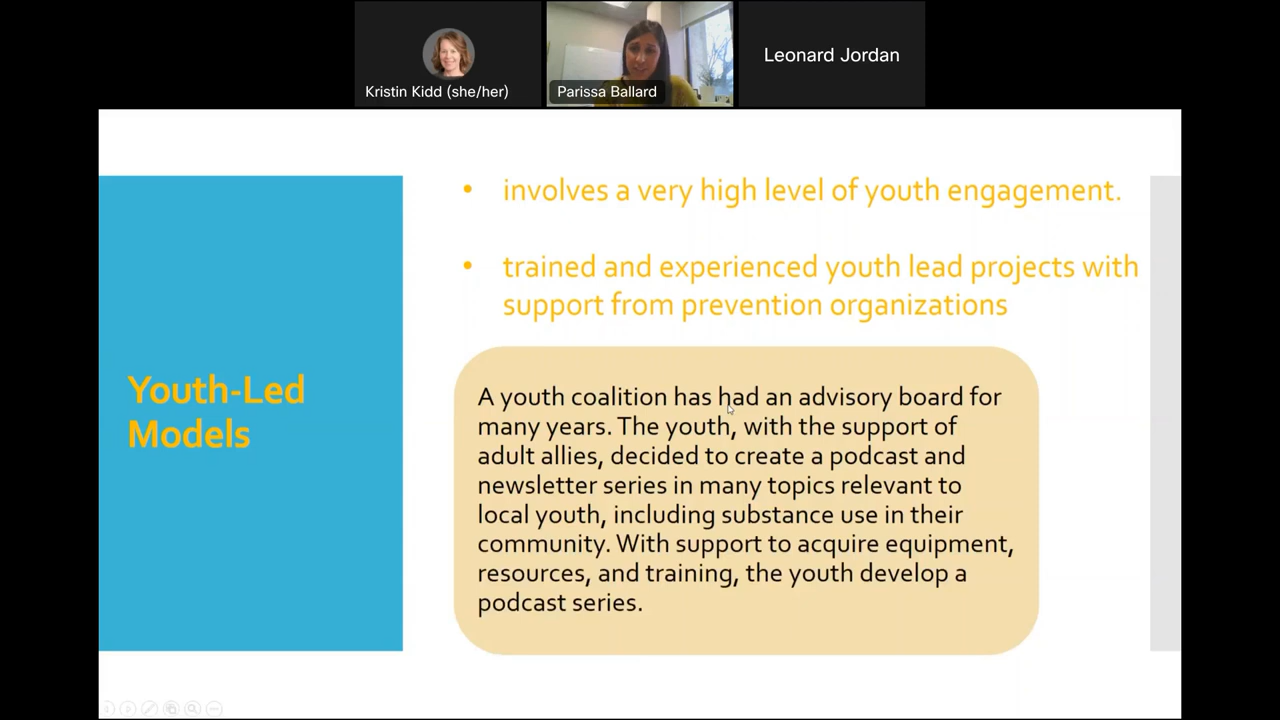 Kristin Kidd (she/her)
Parissa Ballard
Leonard Jordan
Youth-Led
Models
• involves a very high level of youth engagement.
• trained and experienced youth lead projects with
support from prevention organizations
A youth coalition has had an advisory board for
many years. The youth, with the support of
adult allies, decided to create a podcast and
newsletter series in many topics relevant to
local youth, including substance use in their
community. With support to acquire equipment,
resources, and training, the youth develop a
podcast series.